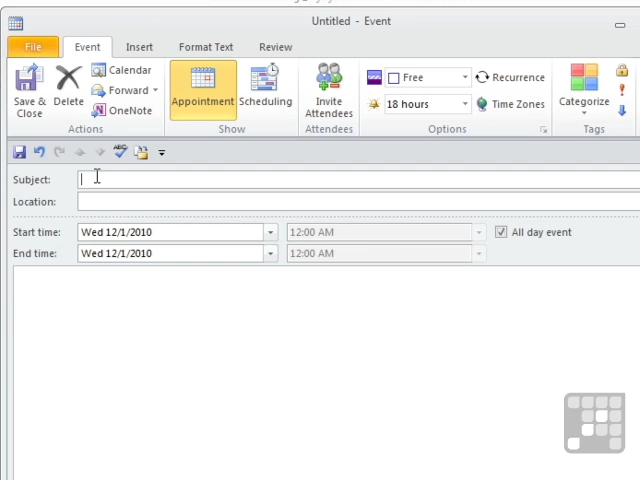 Untitled - Event
File Event Insert Format Text Review
Save & Close
Delete
Calendar
Forward
OneNote
Actions
Appointment
Scheduling
Show
Invite Attendees
Attendees
Free
18 hours
Recurrence
Time Zones
Options
Categorize
Tags
ABC
Subject:
Location:
Start time: Wed 12/1/2010 12:00 AM All day event
End time: Wed 12/1/2010 12:00 AM